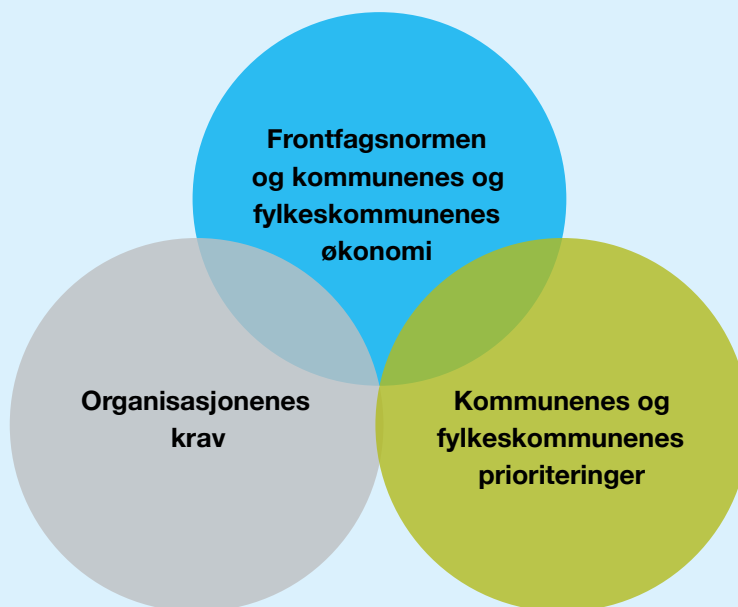 Frontfagsnormen
og kommunenes og
fylkeskommunenes
økonomi
Organisasjonenes
krav
Kommunenes og
fylkeskommunenes
prioriteringer